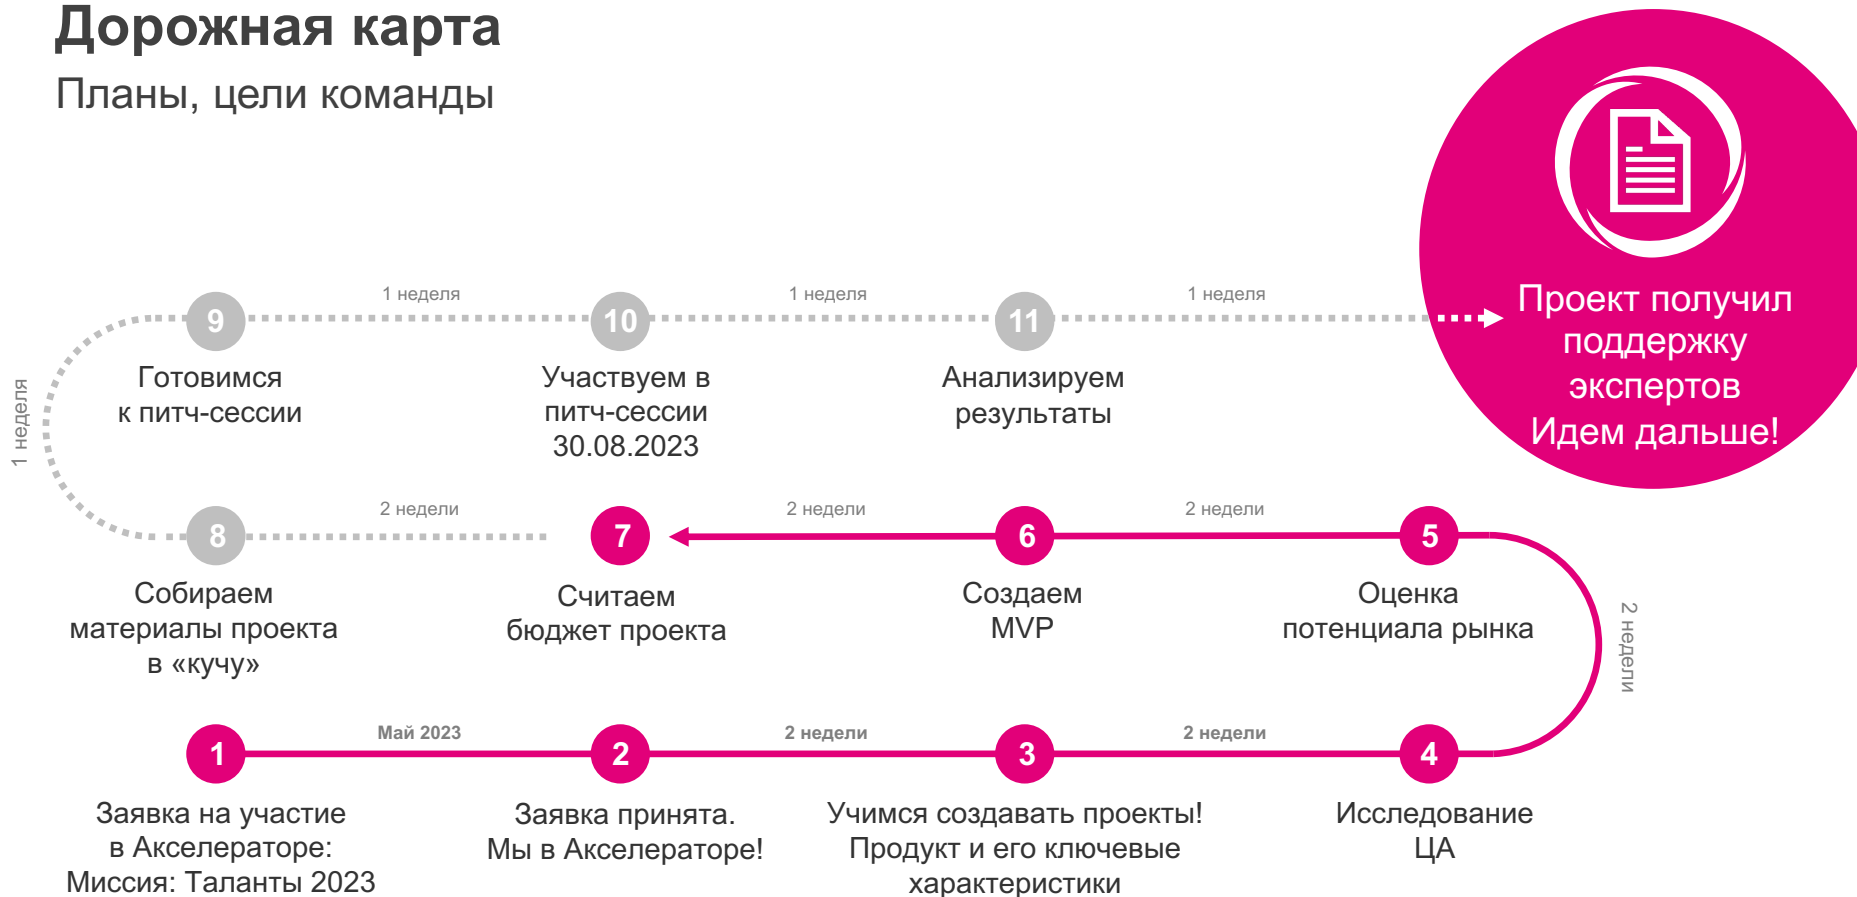 Дорожная карта
Планы, цели команды
Проект получил
поддержку
экспертов
Идем дальше!
1 неделя
1 неделя
1 неделя
9
10
11
Готовимся
к питч-сессии
Участвуем в
питч-сессии
30.08.2023
Анализируем
результаты
1 неделя
2 недели
2 недели
2 недели
8
7
6
5
Собираем
материалы проекта
в «кучу»
Считаем
бюджет проекта
Создаем
MVP
Оценка
потенциала рынка
2 недели
Май 2023
2 недели
2 недели
1
2
3
4
Заявка на участие
в Акселераторе:
Миссия: Таланты 2023
Заявка принята.
Мы в Акселераторе!
Учимся создавать проекты!
Продукт и его ключевые
характеристики
Исследование
ЦА